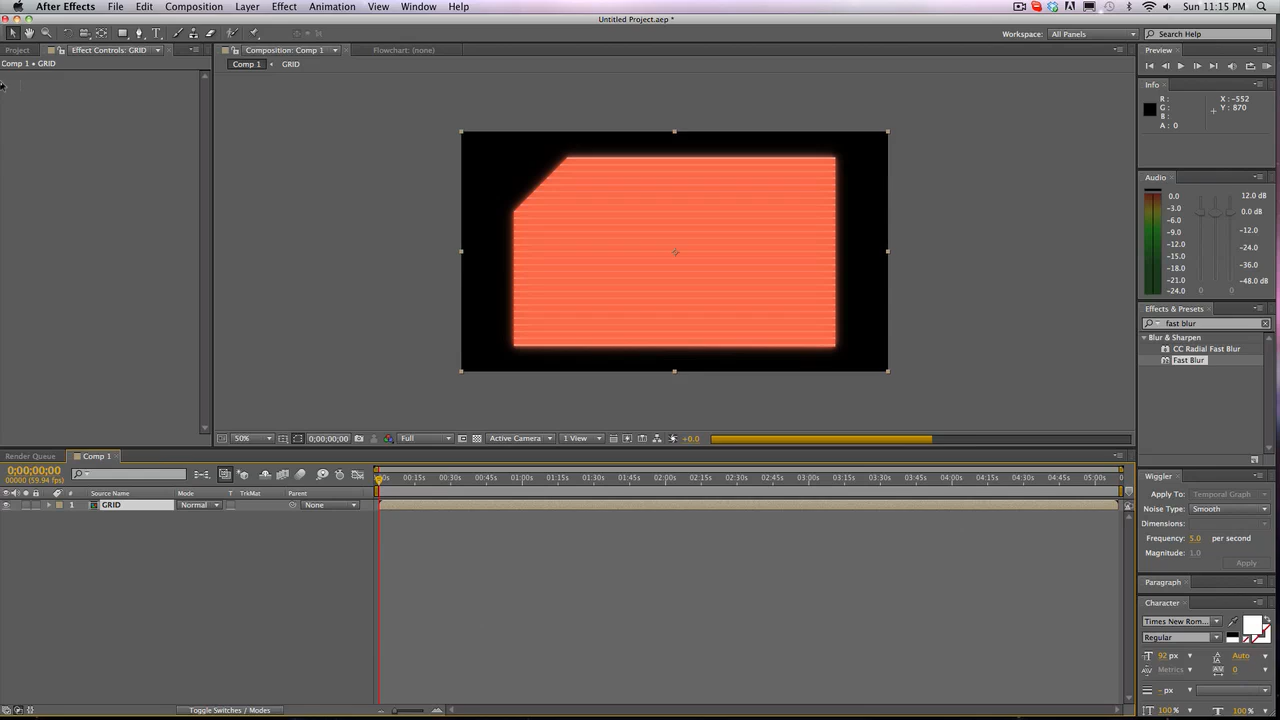 After Effects File Edit Composition Layer Effect Animation View Window Help Sun 11:15 PM
Untitled Project.aep *
Workspace: All Panels Search Help
Project Effect Controls: GRID Composition: Comp 1 Flowchart: (none) Preview
Comp 1 • GRID
Comp 1 GRID
Info
R : X : -552
G : Y : 870
B :
A : 0
Audio
0.0 12.0 dB
-3.0 0.0 dB
-6.0
-9.0 -12.0
-12.0 -24.0
-15.0
-18.0 -36.0
-21.0 -48.0 dB
-24.0 0 0
Effects & Presets
fast blur
Blur & Sharpen
CC Radial Fast Blur
Fast Blur
50% 0;00;00;00 Full Active Camera 1 View +0.0
Render Queue Comp 1
0;00;00;00
00000 (59.94 fps)
00s 00:15s 00:30s 00:45s 01:00s 01:15s 01:30s 01:45s 02:00s 02:15s 02:30s 02:45s 03:00s 03:15s 03:30s 03:45s 04:00s 04:15s 04:30s 04:45s 05:00s 0
# Source Name Mode T TrkMat Parent
1 GRID Normal None
Wiggler
Apply To: Temporal Graph
Noise Type: Smooth
Dimensions:
Frequency: 5.0 per second
Magnitude: 1.0
Apply
Paragraph
Character
Times New Rom...
Regular
92 px Auto
Metrics 0
- px
100% 100%
Toggle Switches / Modes